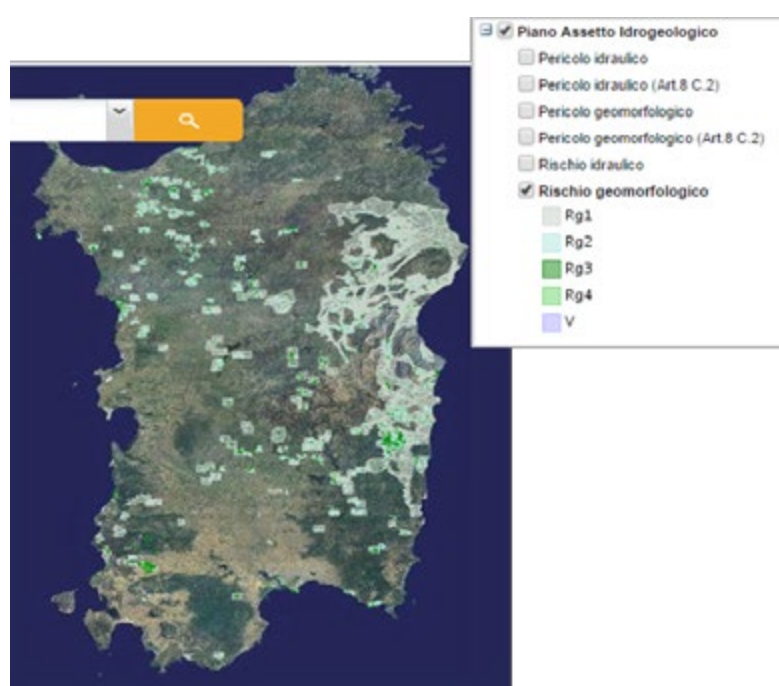 Piano Assetto Idrogeologico
Pericolo idraulico
Pericolo idraulico (Art.8 C.2)
Pericolo geomorfologico
Pericolo geomorfologico (Art.8 C.2)
Rischio idraulico
Rischio geomorfologico
Rg1
Rg2
Rg3
Rg4
V